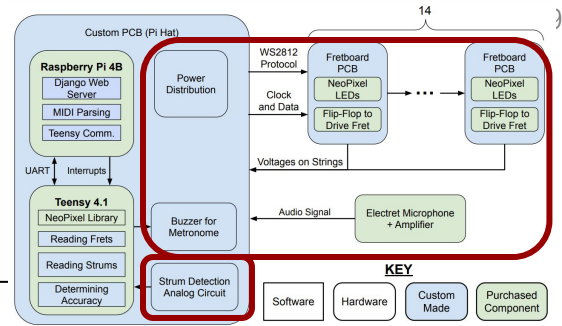 14
9
Custom PCB (Pi Hat)
Raspberry Pi 4B
Django Web
Server
MIDI Parsing
Teensy Comm.
UART
Interrupts
Teensy 4.1
NeoPixel Library
Reading Frets
Reading Strums
Determining
Accuracy
Power
Distribution
Buzzer for
Metronome
Strum Detection
Analog Circuit
WS2812
Protocol
Clock
and Data
Fretboard
PCB
NeoPixel
LEDs
Flip-Flop to
Drive Fret
Fretboard
PCB
NeoPixel
LEDs
Flip-Flop to
Drive Fret
Voltages on Strings
Audio Signal
Electret Microphone
+ Amplifier
KEY
Software
Hardware
Custom
Made
Purchased
Component